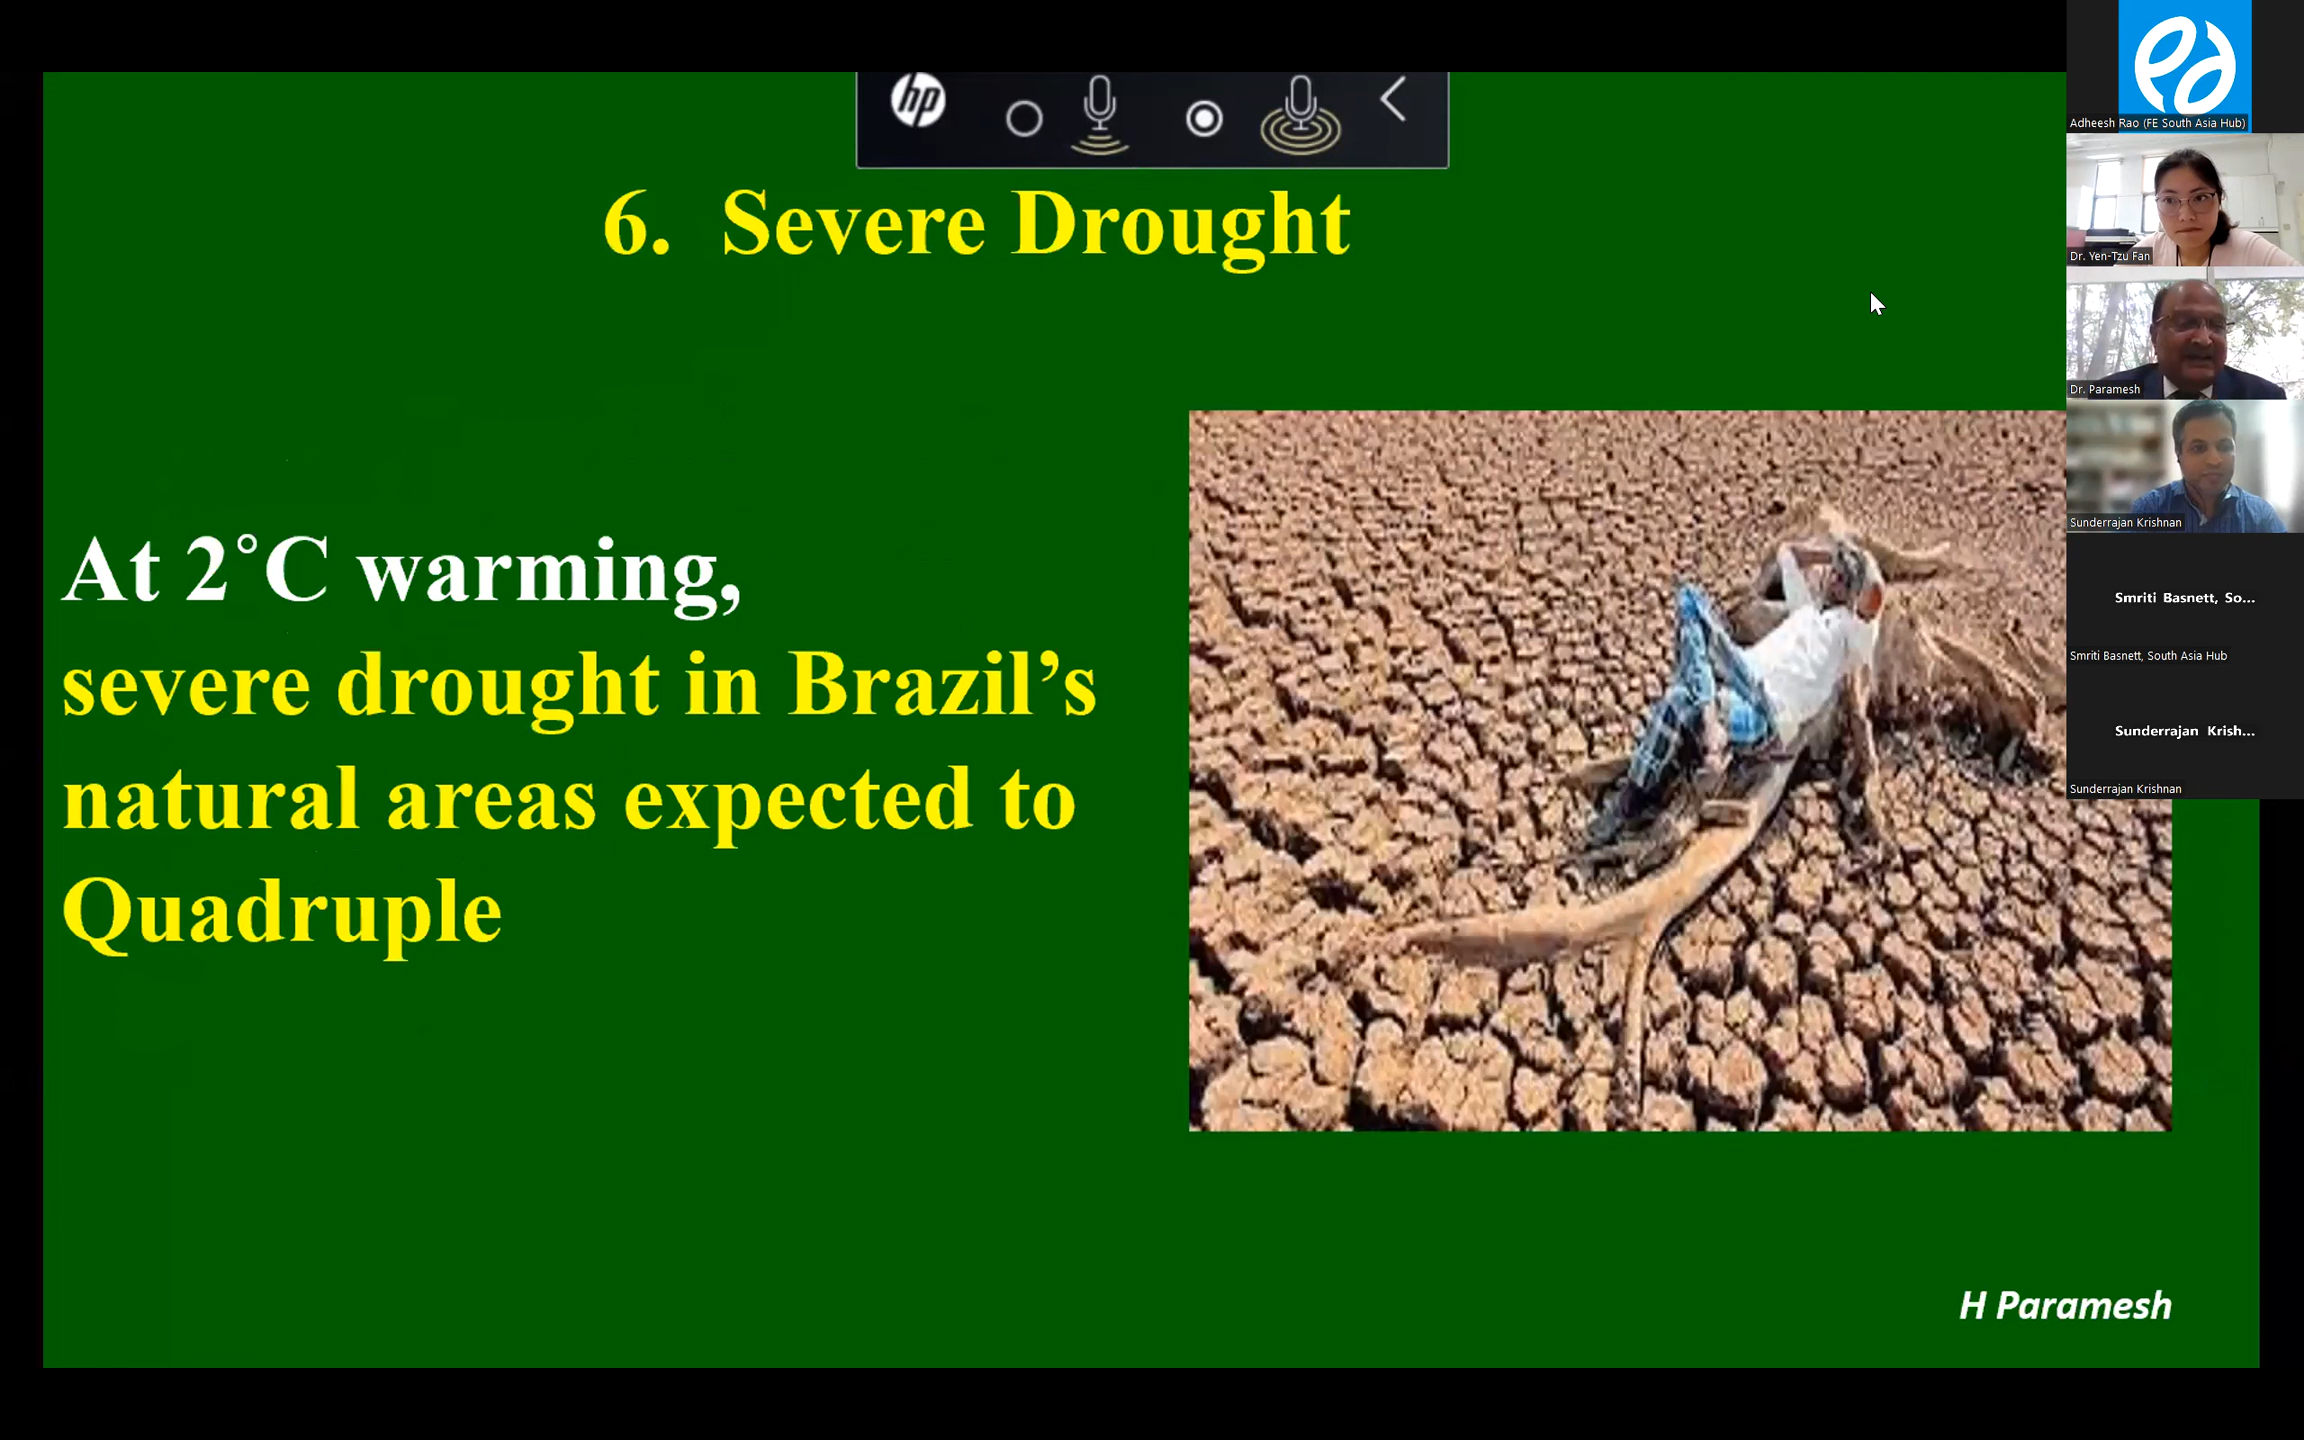 hp
6. Severe Drought
At 2°C warming,
severe drought in Brazil’s
natural areas expected to
Quadruple
H Paramesh
Adheesh Rao (FE South Asia Hub)
Dr. Yen-Tzu Fan
Dr. Paramesh
Sunderrajan Krishnan
Smriti Basnett, So...
Smriti Basnett, South Asia Hub
Sunderrajan Krish...
Sunderrajan Krishnan